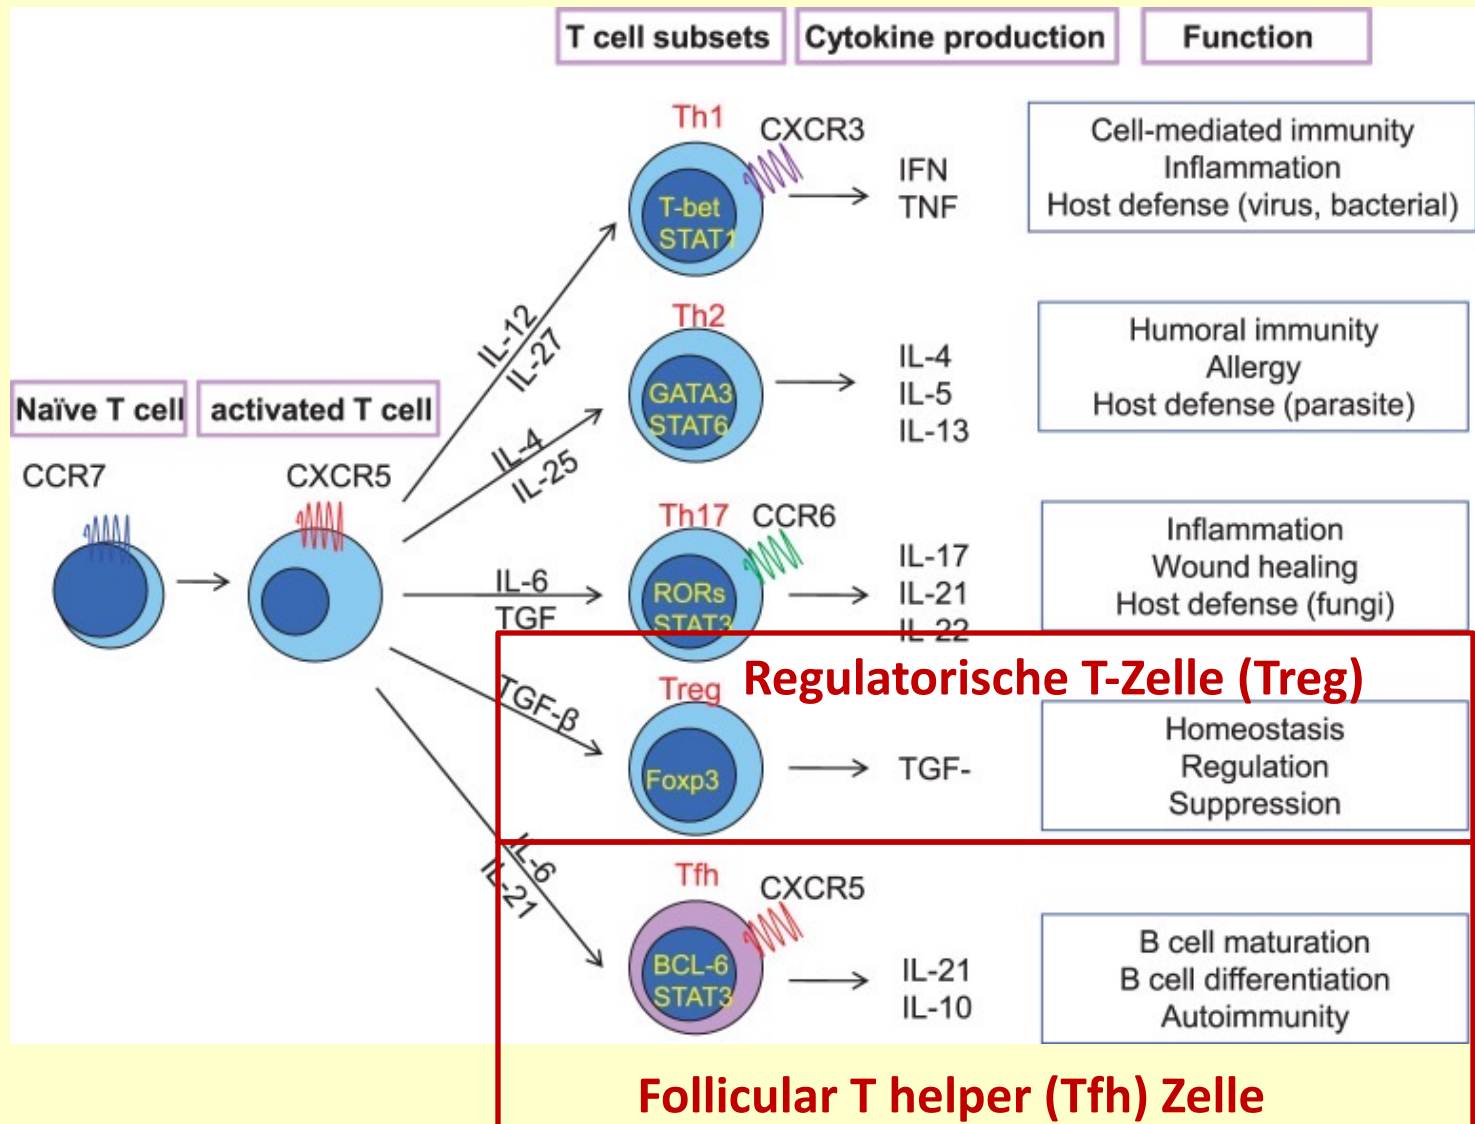 T cell subsets
Cytokine production
Function
Th1
CXCR3
T-bet
STAT1
IFN
TNF
Cell-mediated immunity
Inflammation
Host defense (virus, bacterial)
IL-12
IL-27
Th2
GATA3
STAT6
IL-4
IL-5
IL-13
Humoral immunity
Allergy
Host defense (parasite)
Naïve T cell
activated T cell
IL-4
IL-25
CCR7
CXCR5
Th17
CCR6
RORs
STAT3
IL-17
IL-21
IL-22
Inflammation
Wound healing
Host defense (fungi)
IL-6
TGF
Regulatorische T-Zelle (Treg)
TGF-β
Treg
Foxp3
TGF-
Homeostasis
Regulation
Suppression
IL-6
IL-21
Tfh
CXCR5
BCL-6
STAT3
IL-21
IL-10
B cell maturation
B cell differentiation
Autoimmunity
Follicular T helper (Tfh) Zelle